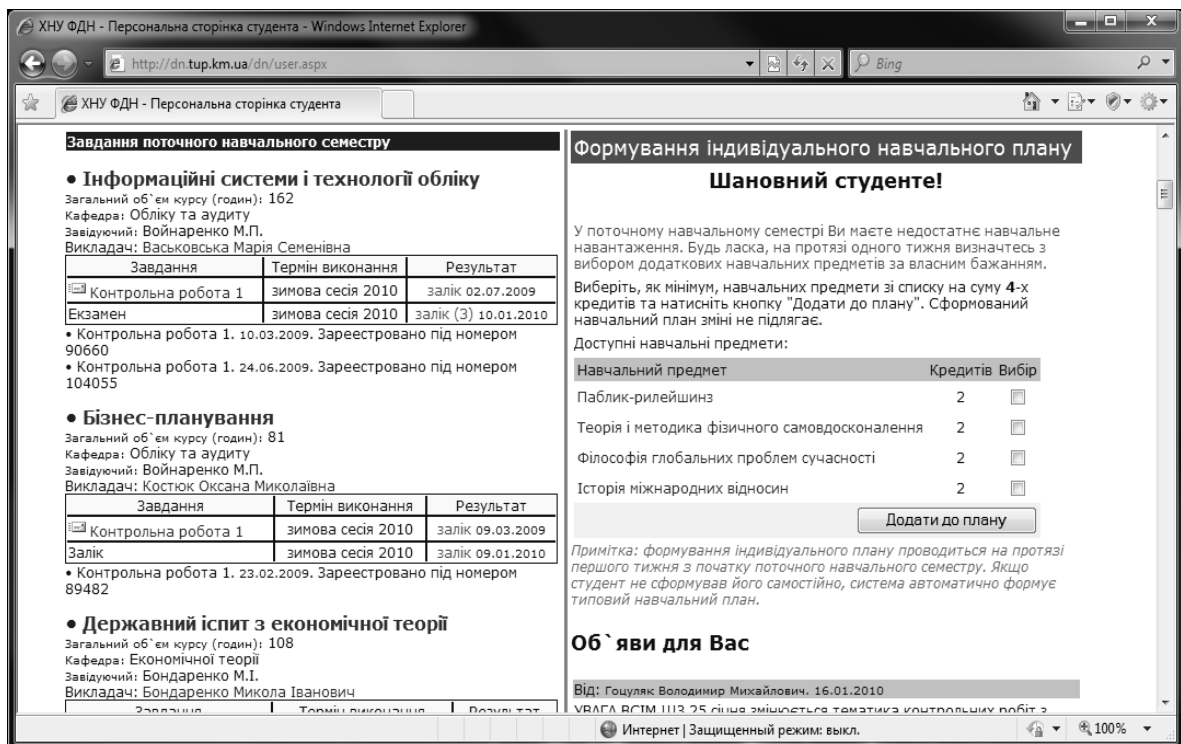 ХНУ ФДН - Персональна сторінка студента - Windows Internet Explorer
http://dn.tup.km.ua/dn/user.aspx
Bing
ХНУ ФДН - Персональна сторінка студента
Завдання поточного навчального семестру
• Інформаційні системи і технології обліку
Загальний об`єм курсу (годин): 162
Кафедра: Обліку та аудиту
Завідуючий: Войнаренко М.П.
Викладач: Васьковська Марія Семенівна
Завдання Термін виконання Результат
Контрольна робота 1 зимова сесія 2010 залік 02.07.2009
Екзамен зимова сесія 2010 залік (3) 10.01.2010
• Контрольна робота 1. 10.03.2009. Зареєстровано під номером
90660
• Контрольна робота 1. 24.06.2009. Зареєстровано під номером
104055
• Бізнес-планування
Загальний об`єм курсу (годин): 81
Кафедра: Обліку та аудиту
Завідуючий: Войнаренко М.П.
Викладач: Костюк Оксана Миколаївна
Завдання Термін виконання Результат
Контрольна робота 1 зимова сесія 2010 залік 09.03.2009
Залік зимова сесія 2010 залік 09.01.2010
• Контрольна робота 1. 23.02.2009. Зареєстровано під номером
89482
• Державний іспит з економічної теорії
Загальний об`єм курсу (годин): 108
Кафедра: Економічної теорії
Завідуючий: Бондаренко М.І.
Викладач: Бондаренко Микола Іванович
Завдання Термін виконання Результат
Формування індивідуального навчального плану
Шановний студенте!
У поточному навчальному семестрі Ви маєте недостатнє навчальне
навантаження. Будь ласка, на протязі одного тижня визначтесь з
вибором додаткових навчальних предметів за власним бажанням.
Виберіть, як мінімум, навчальних предмети зі списку на суму 4-х
кредитів та натисніть кнопку "Додати до плану". Сформований
навчальний план зміні не підлягає.
Доступні навчальні предмети:
Навчальний предмет Кредитів Вибір
Паблик-рилейшинз 2
Теорія і методика фізичного самовдосконалення 2
Філософія глобальних проблем сучасності 2
Історія міжнародних відносин 2
Додати до плану
Примітка: формування індивідуального плану проводиться на протязі
першого тижня з початку поточного навчального семестру. Якщо
студент не сформував його самостійно, система автоматично формує
типовий навчальний план.
Об`яви для Вас
Від: Гоцуляк Володимир Михайлович. 16.01.2010
УВАГА ВСІМ ЦІЗ 25 січня змінюється тематика контрольних робіт з
Интернет | Защищенный режим: выкл.
100%